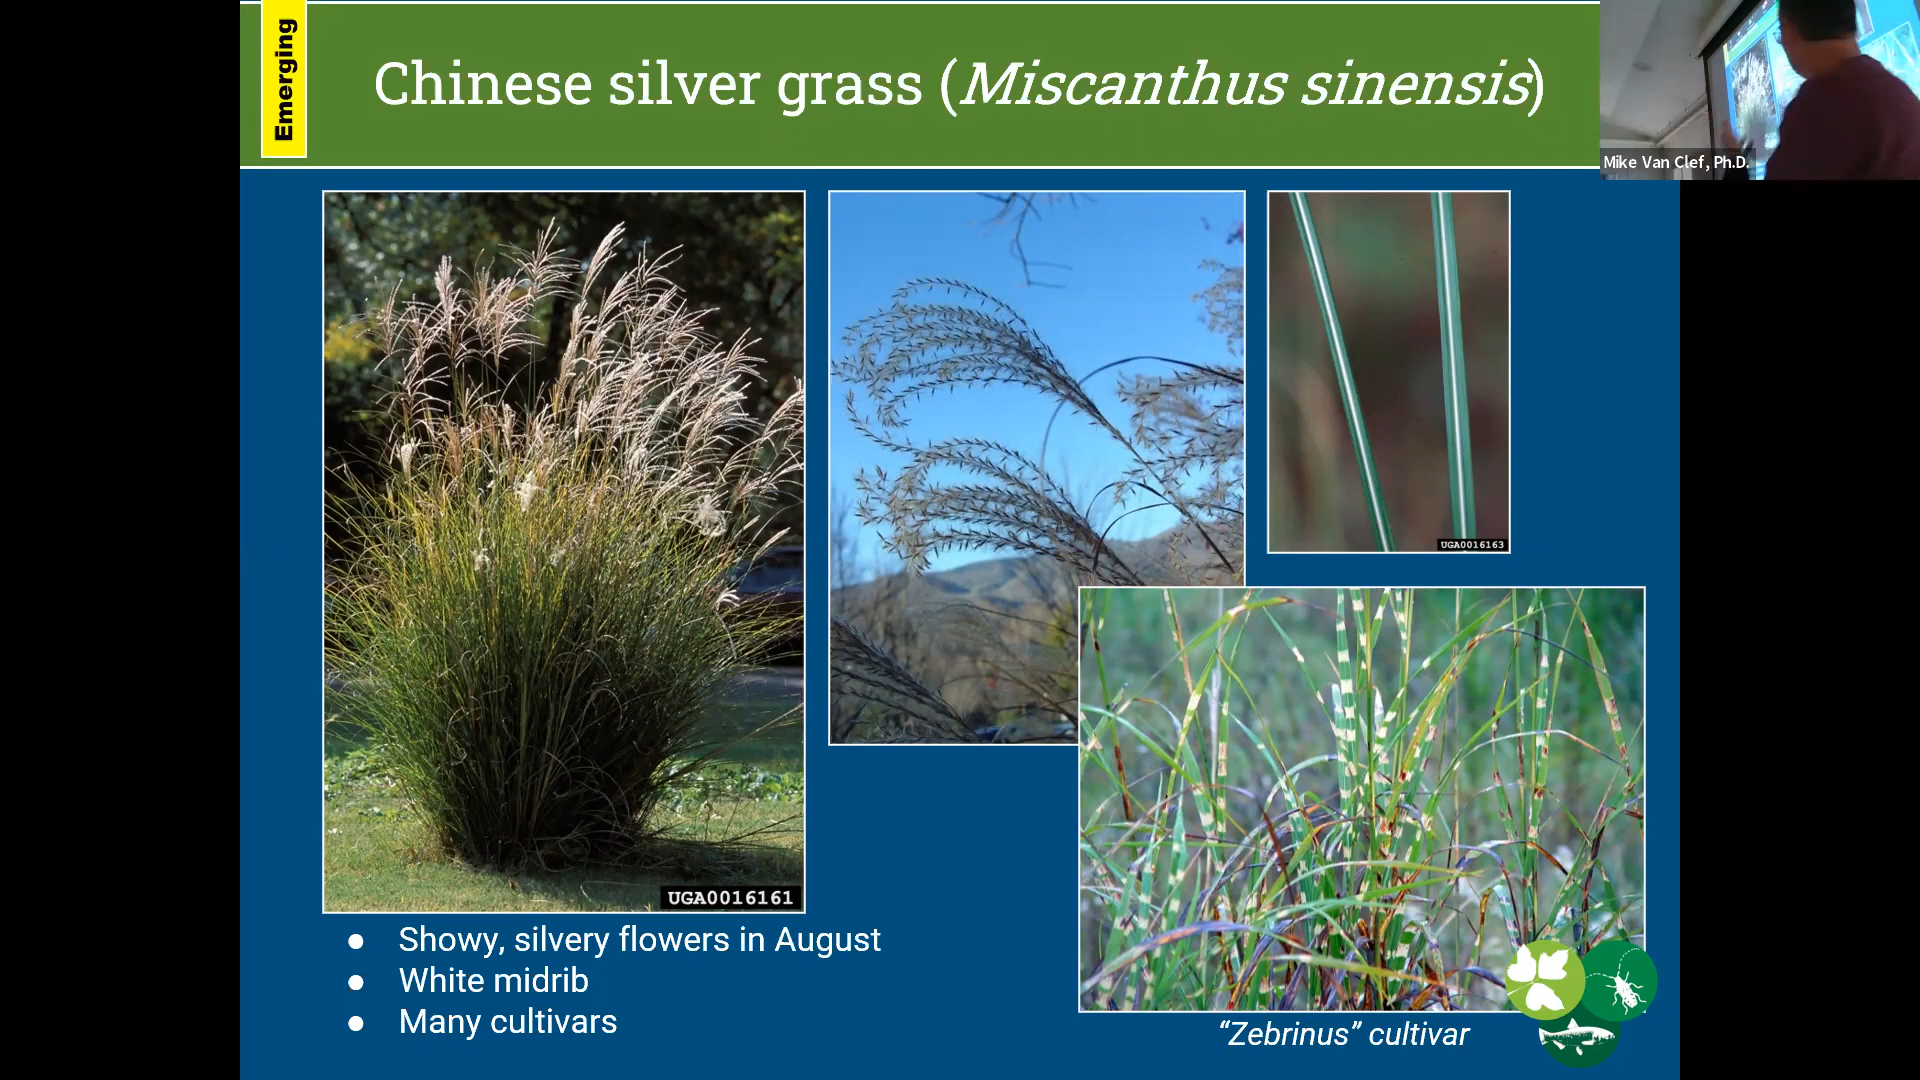 Emerging
Chinese silver grass (Miscanthus sinensis)
Mike Van Clef, Ph.D.
UGA0016163
UGA0016161
● Showy, silvery flowers in August
● White midrib
● Many cultivars
“Zebrinus” cultivar